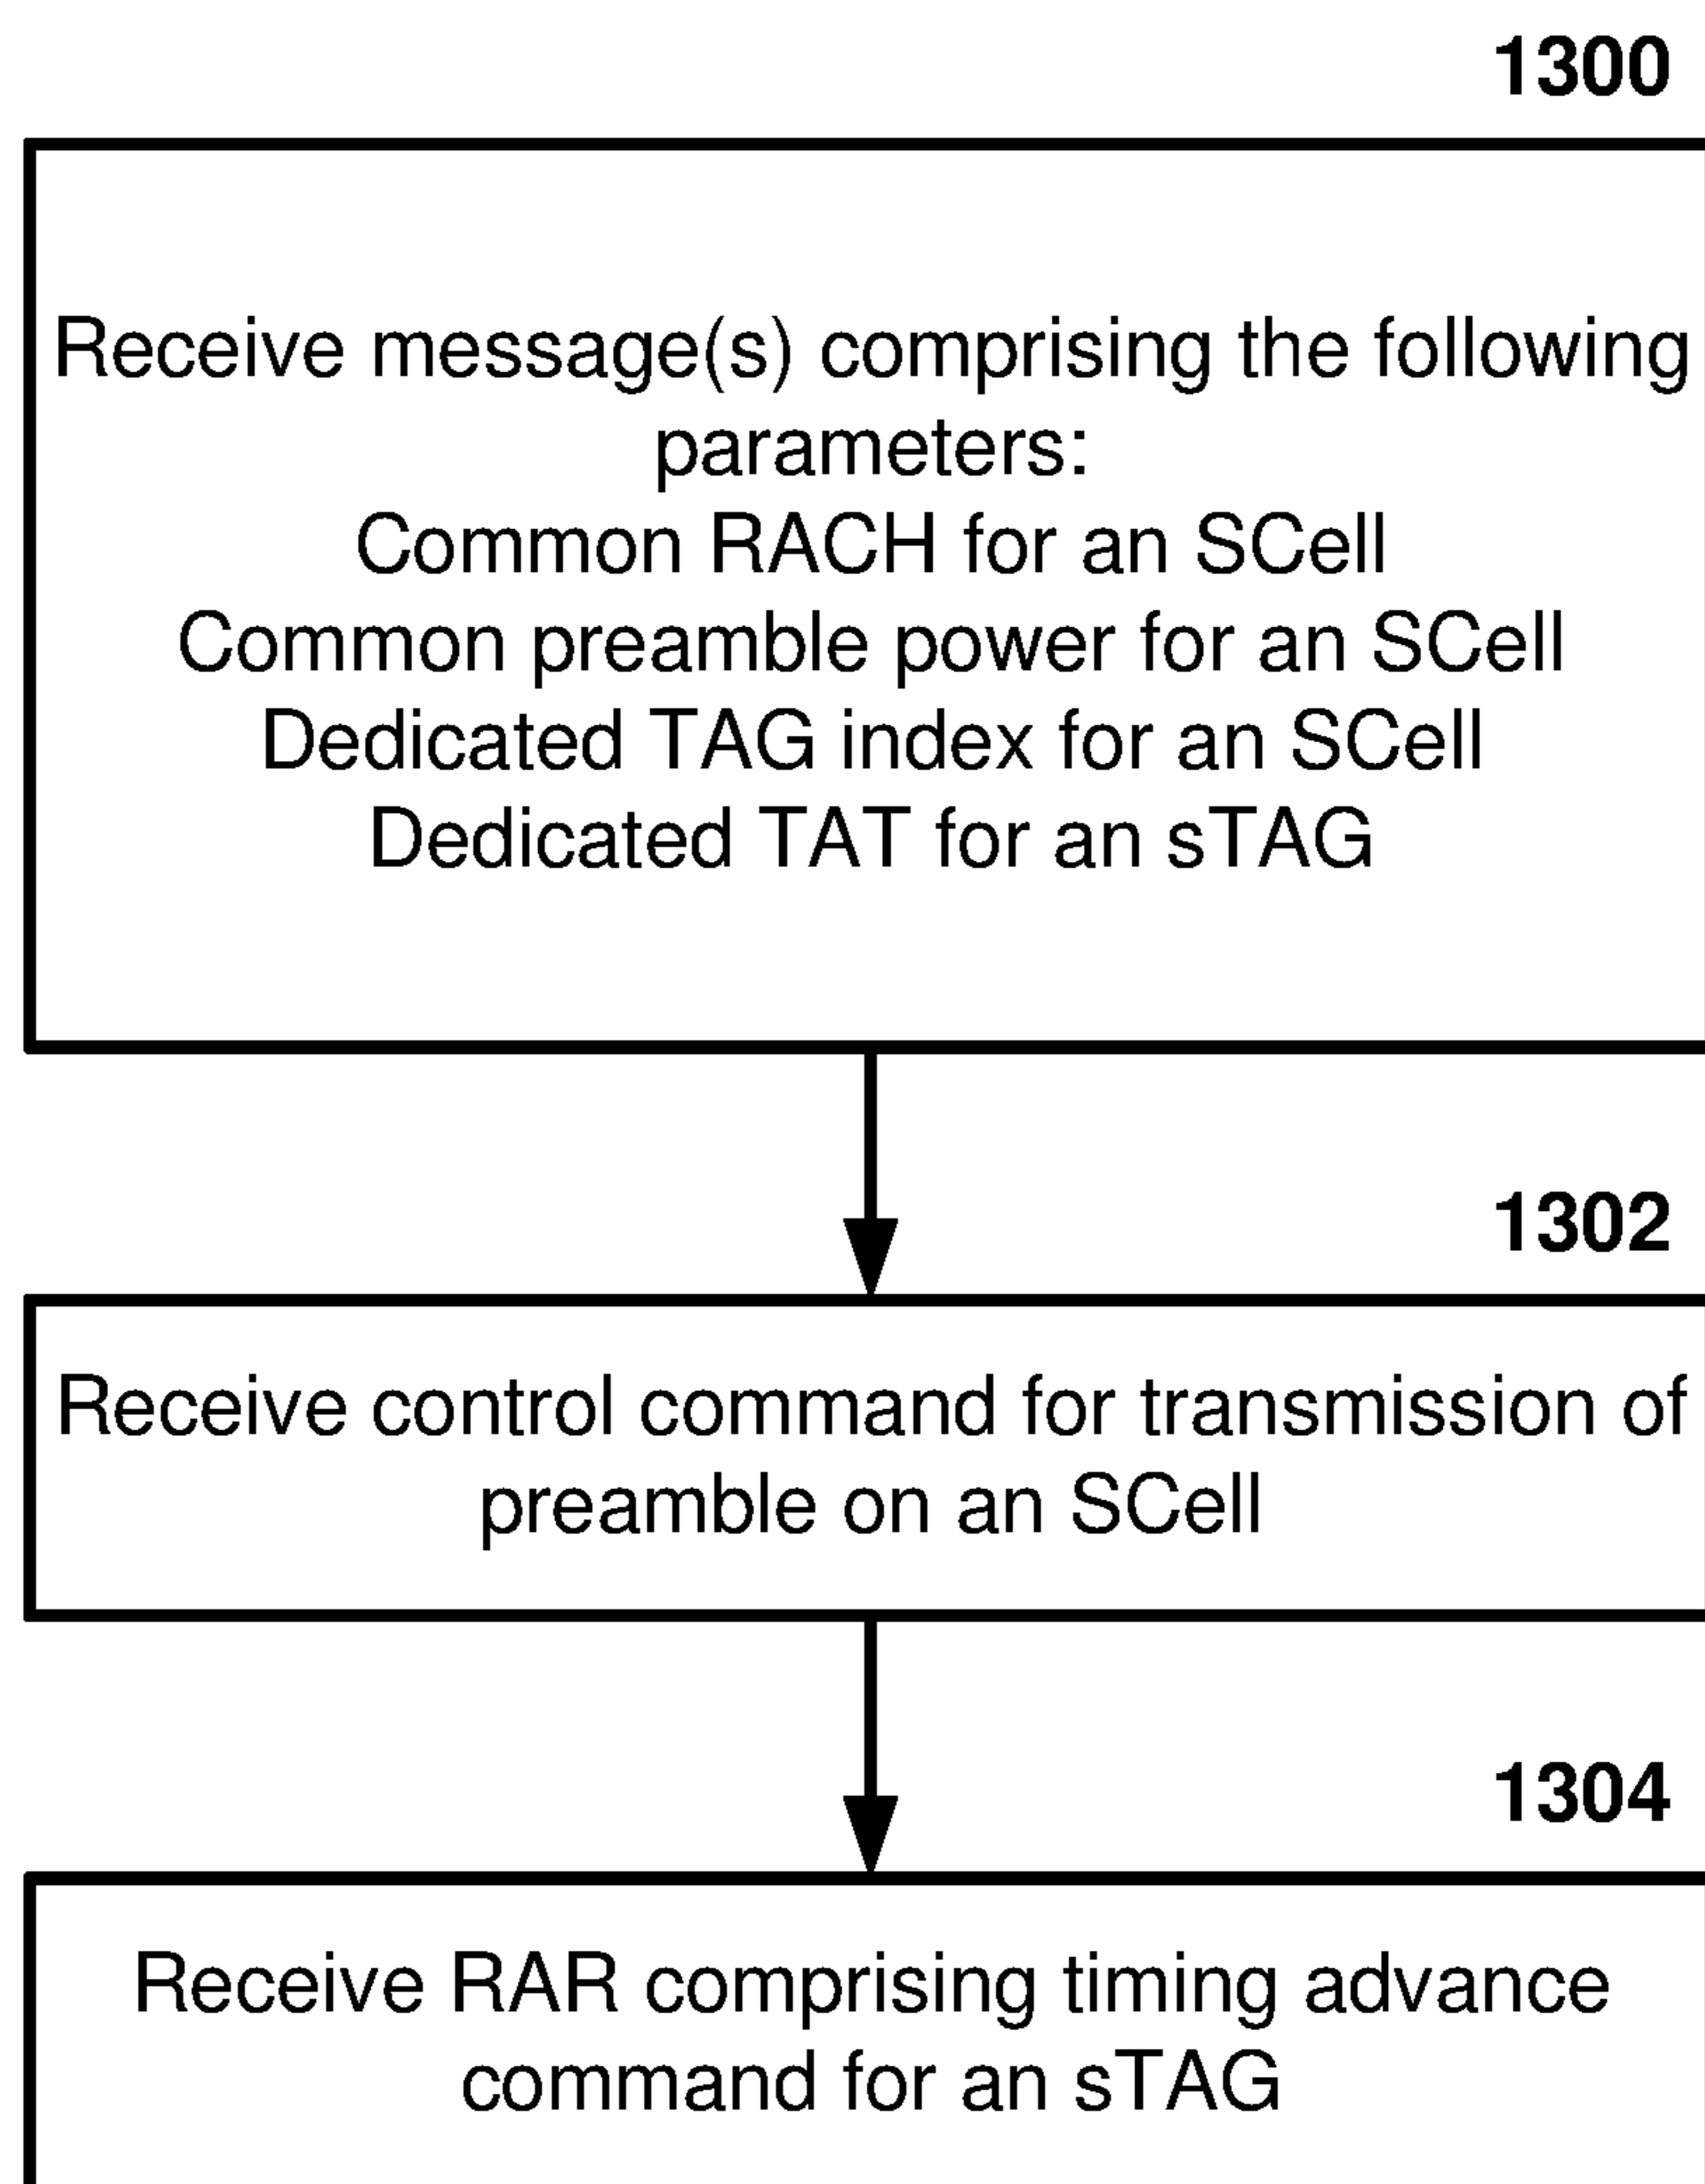 1300
Receive message(s) comprising the following
parameters:
Common RACH for an SCell
Common preamble power for an SCell
Dedicated TAG index for an SCell
Dedicated TAT for an sTAG
1302
Receive control command for transmission of
preamble on an SCell
1304
Receive RAR comprising timing advance
command for an sTAG